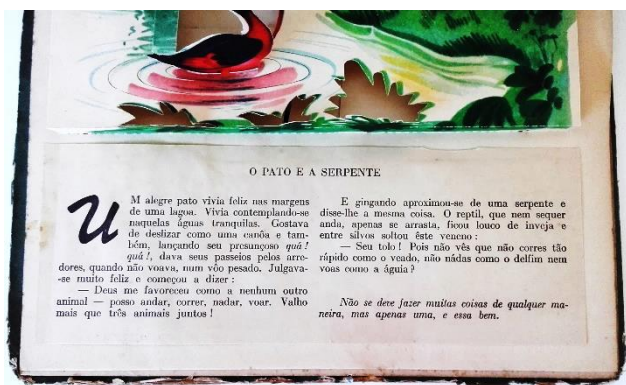 O PATO E A SERPENTE
UM alegre pato vivia feliz nas margens
de uma lagoa. Vivia contemplando-se
naquelas águas tranquilas. Gostava
de deslizar como uma canôa e tam-
bém, lançando seu presunçoso quá!
quá!, dava seus passeios pelos arre-
dores, quando não voava, num vôo pesado. Julgava-
-se muito feliz e começou a dizer:
— Deus me favoreceu como a nenhum outro
animal — posso andar, correr, nadar, voar. Valho
mais que três animais juntos!
E gingando aproximou-se de uma serpente e
disse-lhe a mesma coisa. O reptil, que nem sequer
anda, apenas se arrasta, ficou louco de inveja e
entre silvos soltou êste veneno:
— Seu tolo! Pois não vês que não corres tão
rápido como o veado, não nádas como o delfim nem
voas como a águia?
Não se deve fazer muitas coisas de qualquer ma-
neira, mas apenas uma, e essa bem.